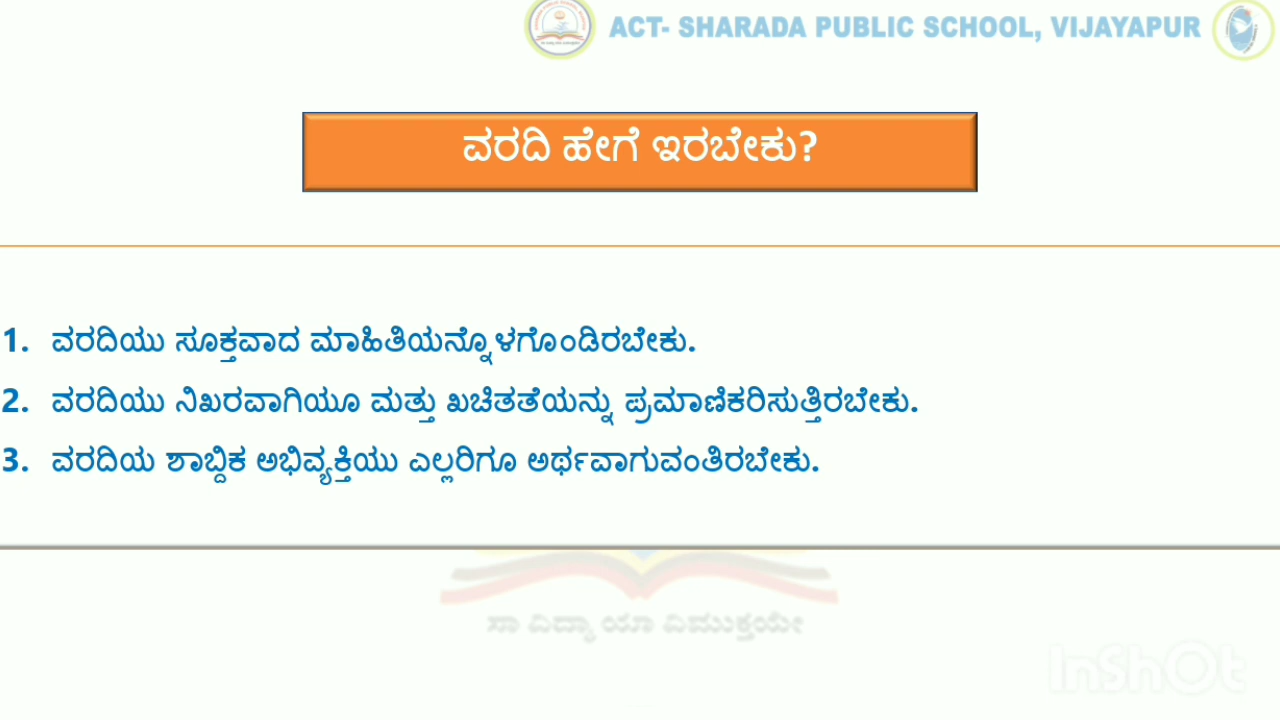 ACT- SHARADA PUBLIC SCHOOL, VIJAYAPUR
ವರದಿ ಹೇಗೆ ಇರಬೇಕು?
1. ವರದಿಯು ಸೂಕ್ತವಾದ ಮಾಹಿತಿಯನ್ನೊಳಗೊಂಡಿರಬೇಕು.
2. ವರದಿಯು ನಿಖರವಾಗಿಯೂ ಮತ್ತು ಖಚಿತತೆಯನ್ನು ಪ್ರಮಾಣಿಕರಿಸುತ್ತಿರಬೇಕು.
3. ವರದಿಯ ಶಾಬ್ದಿಕ ಅಭಿವ್ಯಕ್ತಿಯು ಎಲ್ಲರಿಗೂ ಅರ್ಥವಾಗುವಂತಿರಬೇಕು.
ಸಾ ವಿದ್ಯಾ ಯಾ ವಿಮುಕ್ತಯೇ
InShOt